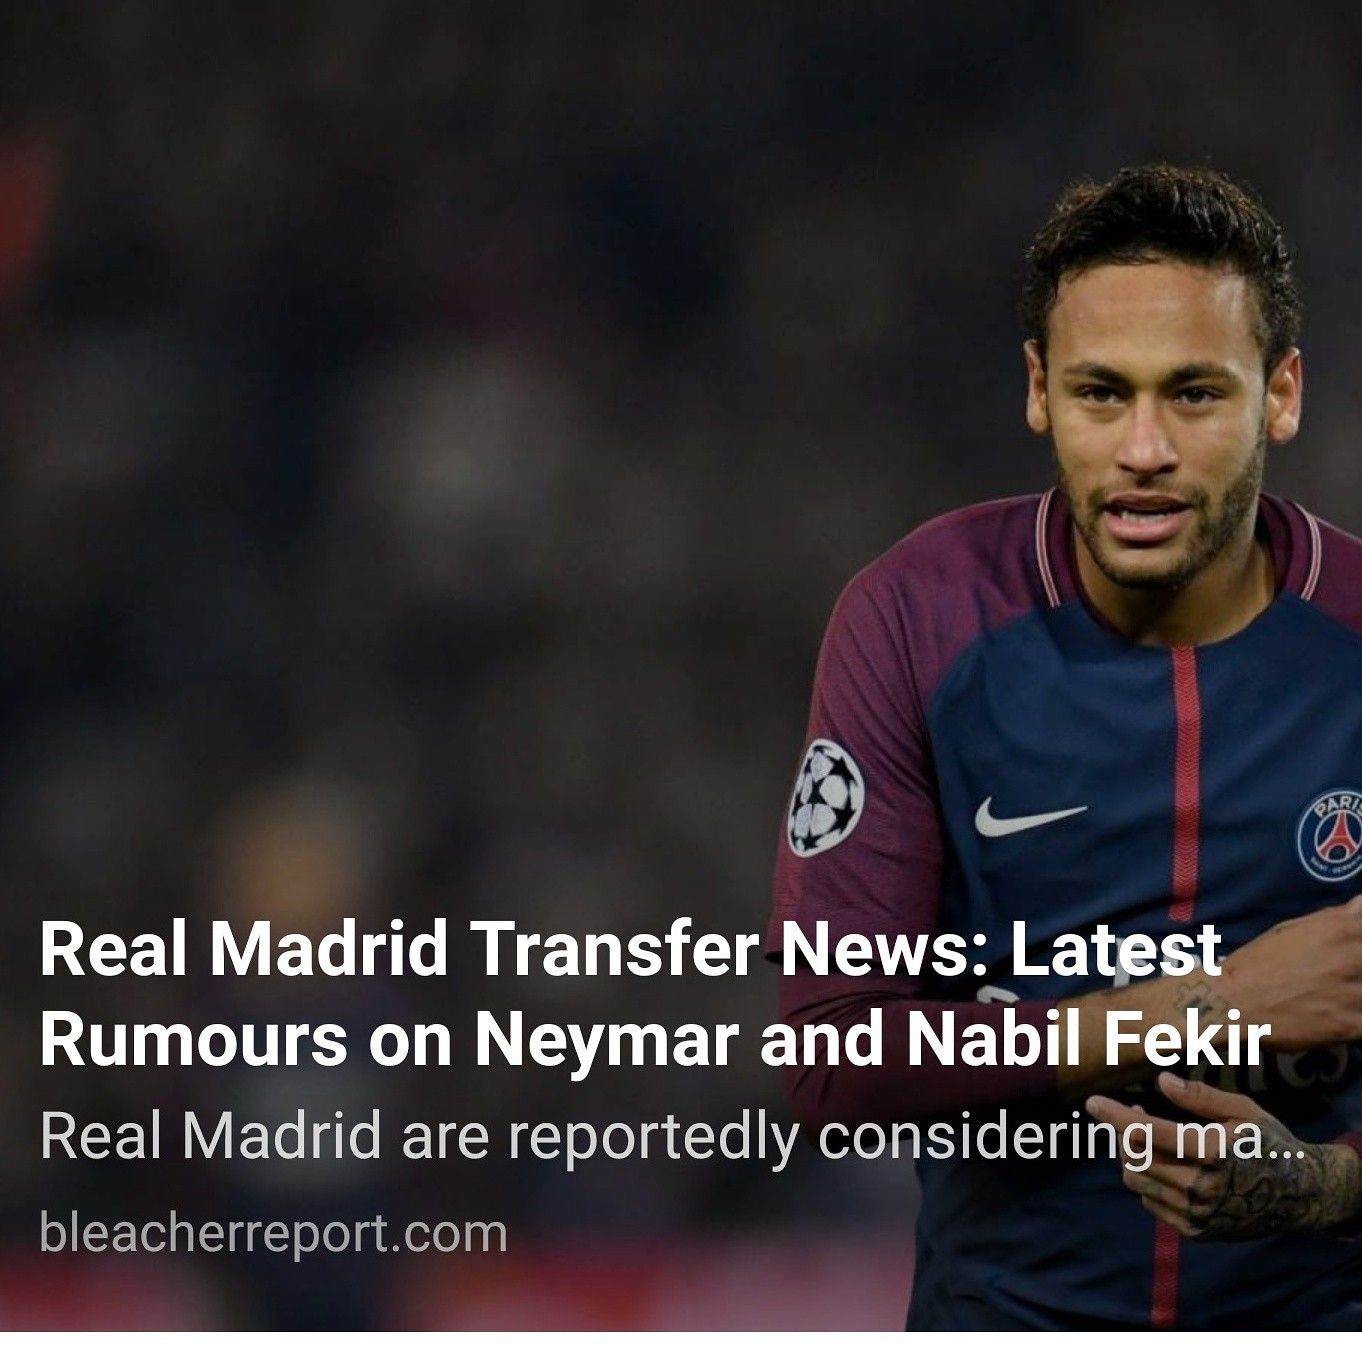 PARIS
Real Madrid Transfer News: Latest
Rumours on Neymar and Nabil Fekir
Real Madrid are reportedly considering ma...
bleacherreport.com